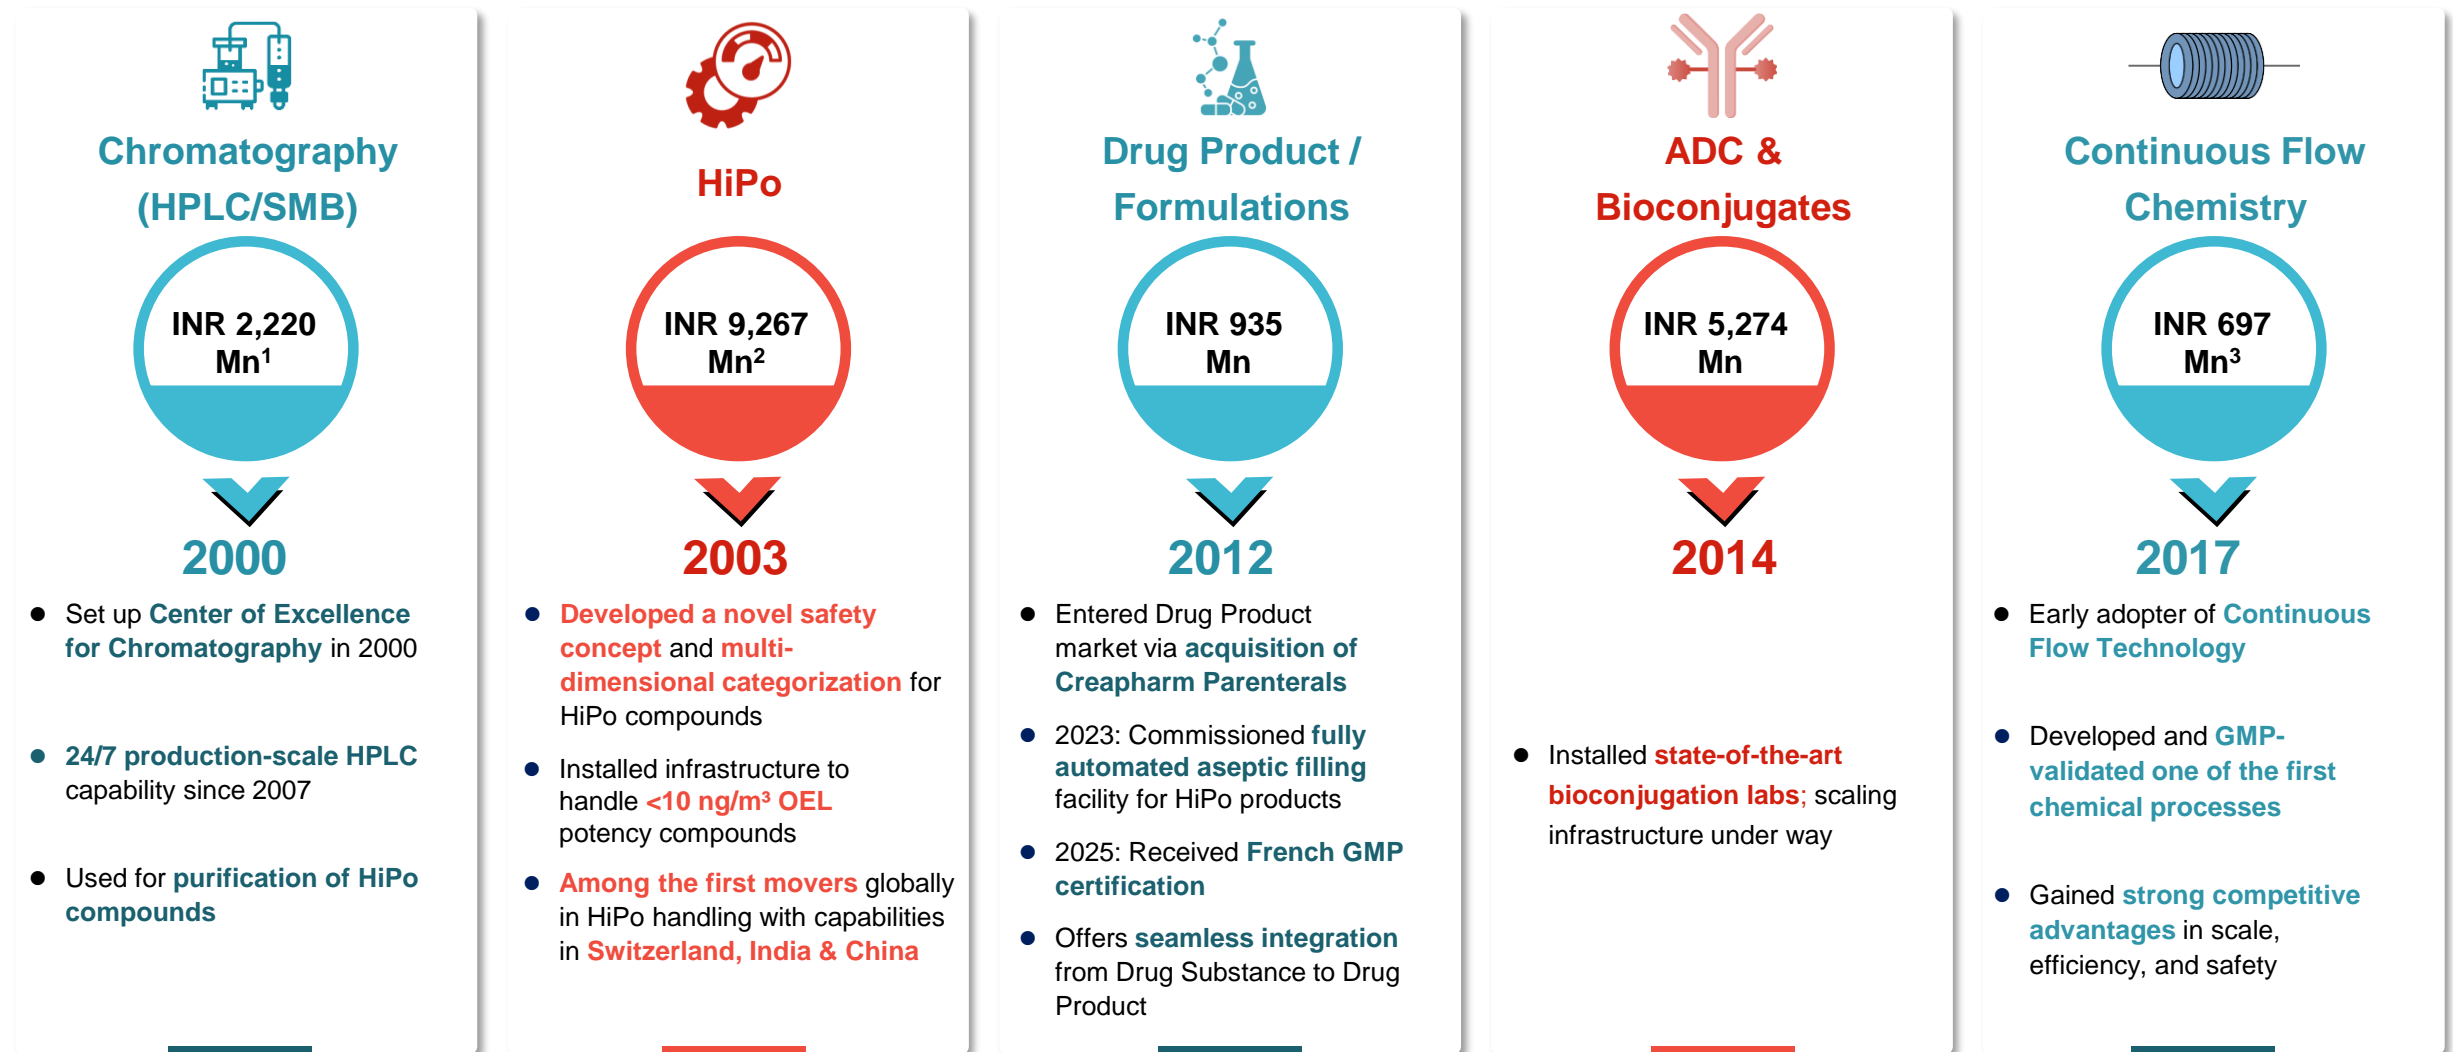 Chromatography
(HPLC/SMB)
INR 2,220
Mn¹
2000
● Set up Center of Excellence
for Chromatography in 2000
● 24/7 production-scale HPLC
capability since 2007
● Used for purification of HiPo
compounds
HiPo
INR 9,267
Mn²
2003
● Developed a novel safety
concept and multi-
dimensional categorization for
HiPo compounds
● Installed infrastructure to
handle <10 ng/m³ OEL
potency compounds
● Among the first movers globally
in HiPo handling with capabilities
in Switzerland, India & China
Drug Product /
Formulations
INR 935
Mn
2012
● Entered Drug Product
market via acquisition of
Creapharm Parenterals
● 2023: Commissioned fully
automated aseptic filling
facility for HiPo products
● 2025: Received French GMP
certification
● Offers seamless integration
from Drug Substance to Drug
Product
ADC &
Bioconjugates
INR 5,274
Mn
2014
● Installed state-of-the-art
bioconjugation labs; scaling
infrastructure under way
Continuous Flow
Chemistry
INR 697
Mn³
2017
● Early adopter of Continuous
Flow Technology
● Developed and GMP-
validated one of the first
chemical processes
● Gained strong competitive
advantages in scale,
efficiency, and safety